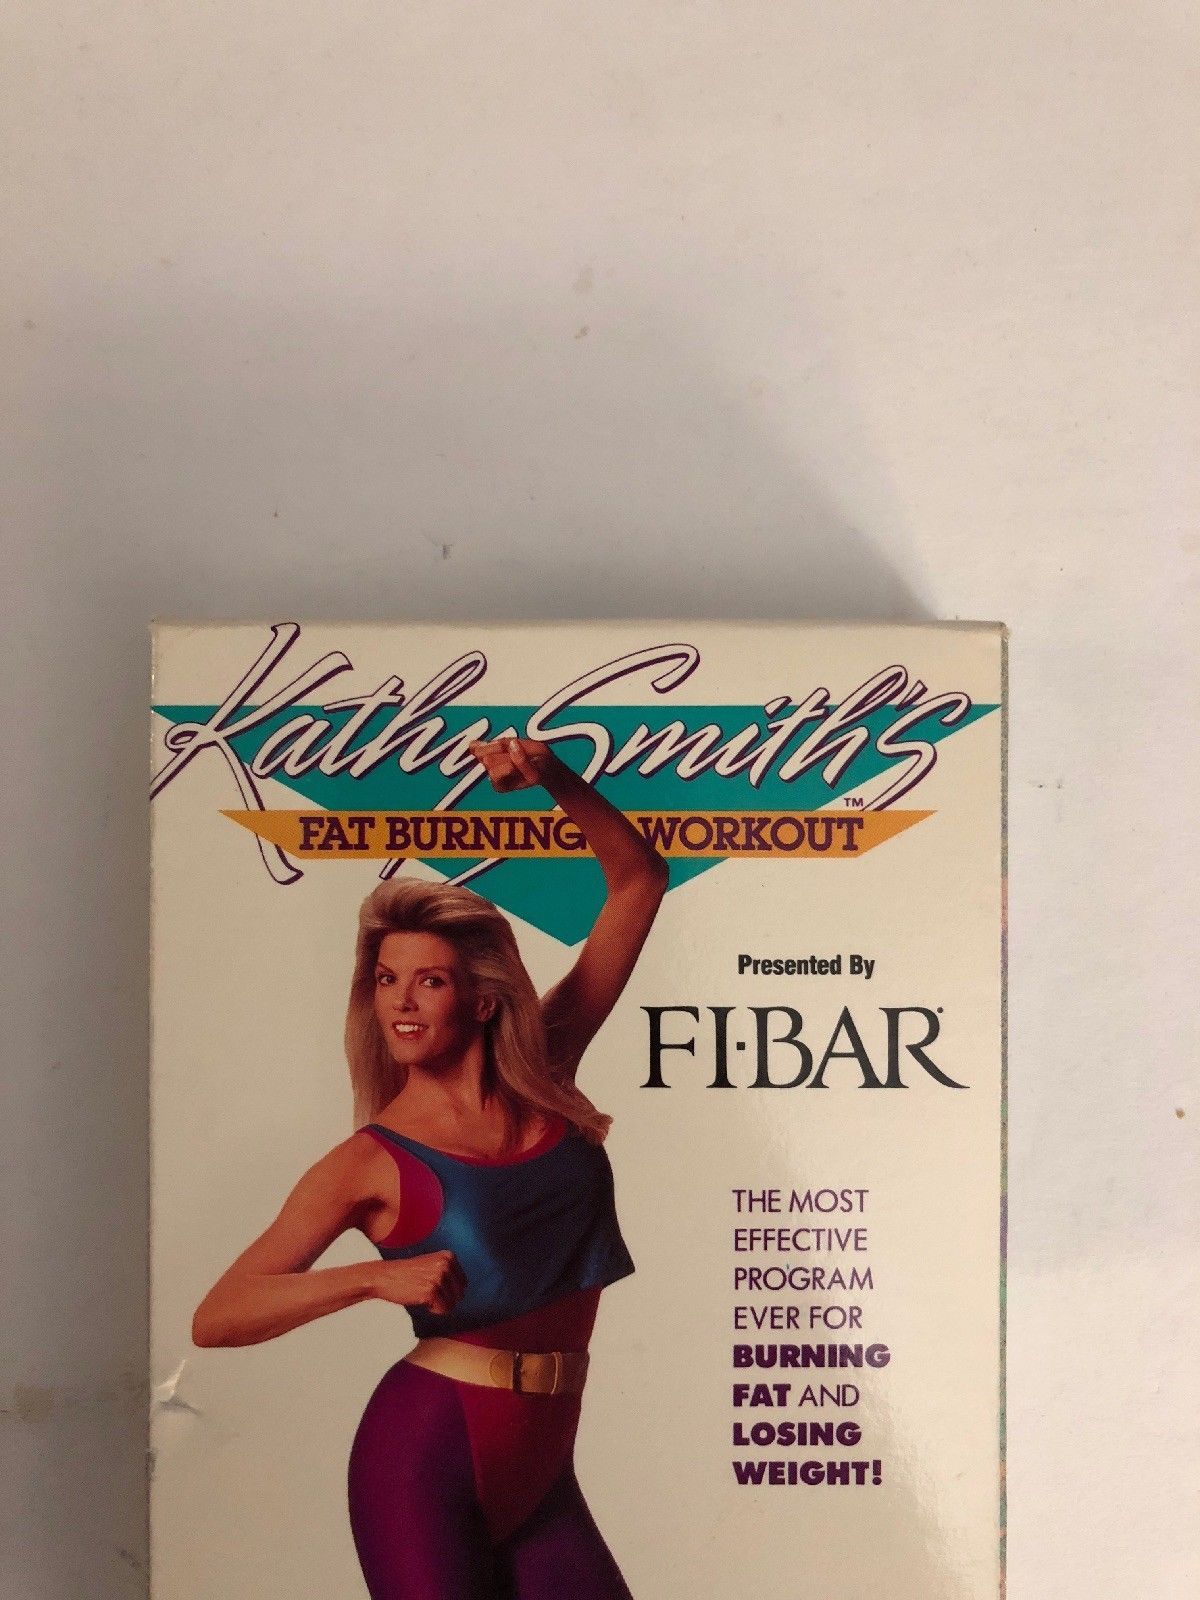 Kathy Smith's
TM
FAT BURNING WORKOUT
Presented By
FI·BAR®
THE MOST
EFFECTIVE
PROGRAM
EVER FOR
BURNING
FAT AND
LOSING
WEIGHT!